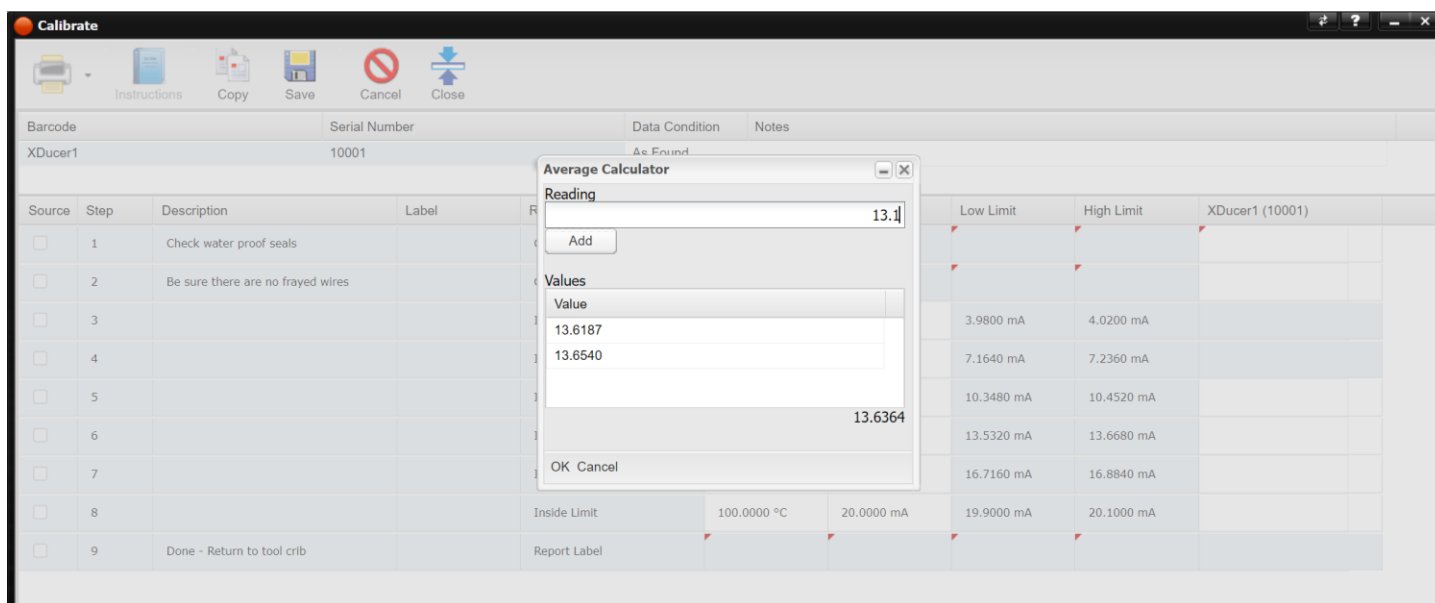 Calibrate
Instructions Copy Save Cancel Close
Barcode Serial Number Data Condition Notes
XDucer1 10001 As Found
Average Calculator
Reading
13.1
Add
Values
Value
13.6187
13.6540
13.6364
OK Cancel
Source Step Description Label Low Limit High Limit XDucer1 (10001)
1 Check water proof seals
2 Be sure there are no frayed wires
3 3.9800 mA 4.0200 mA
4 7.1640 mA 7.2360 mA
5 10.3480 mA 10.4520 mA
6 13.5320 mA 13.6680 mA
7 16.7160 mA 16.8840 mA
8 Inside Limit 100.0000 °C 20.0000 mA 19.9000 mA 20.1000 mA
9 Done - Return to tool crib Report Label